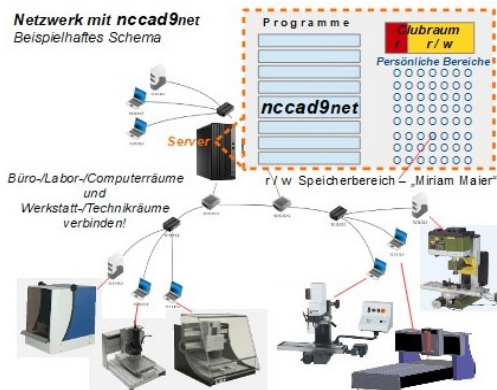 Netzwerk mit nccad9net
Beispielhaftes Schema
Programme
Clubraum
r r / w
Persönliche Bereiche
nccad9net
Server
r / w Speicherbereich – „Miriam Maier"
Büro-/Labor-/Computerräume
und
Werkstatt-/Technikräume
verbinden!